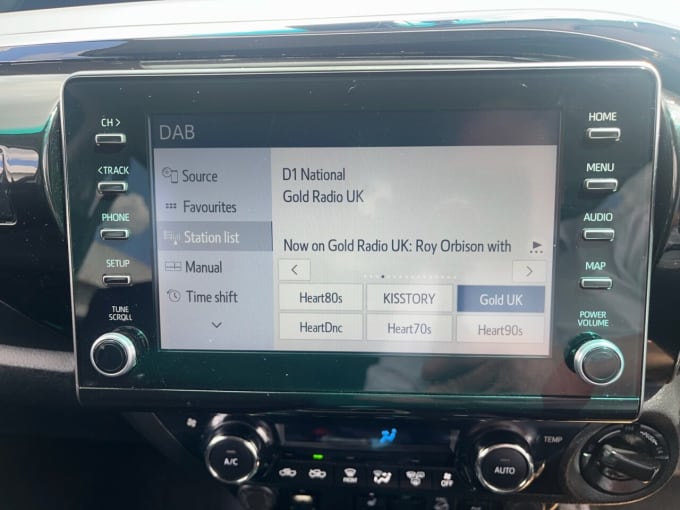 DAB
CH >
<TRACK
PHONE
SETUP
TUNE
SCROLL
Source
Favourites
Station list
Manual
Time shift
D1 National
Gold Radio UK
Now on Gold Radio UK: Roy Orbison with
Heart80s KISSTORY Gold UK
HeartDnc Heart70s Heart90s
HOME
MENU
AUDIO
MAP
POWER
VOLUME
A/C
FRONT
OFF
AUTO
TEMP